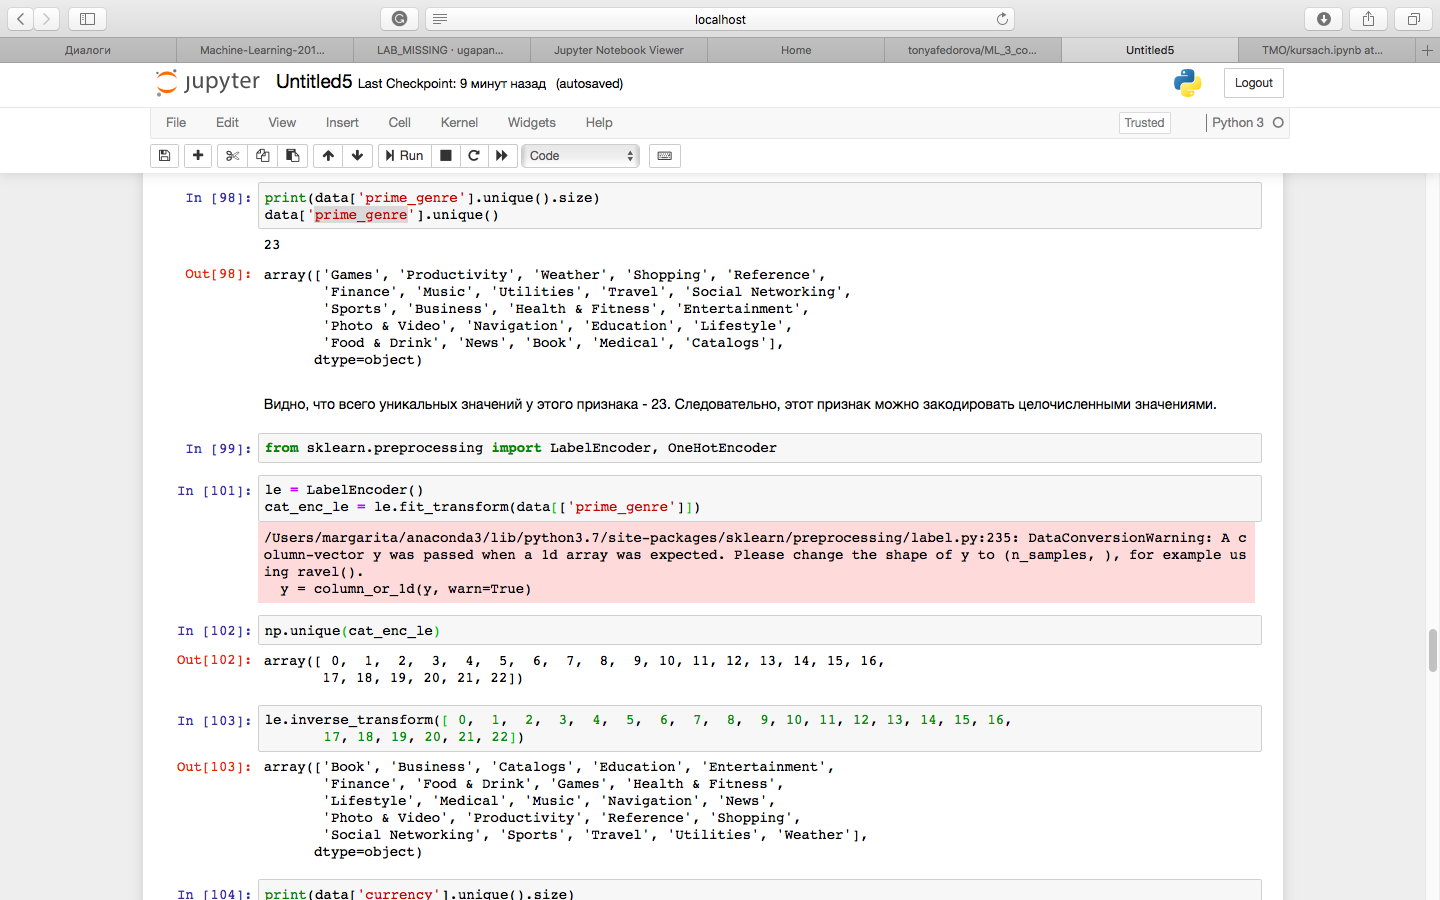 localhost
Диалоги
Machine-Learning-201...
LAB_MISSING · ugapan...
Jupyter Notebook Viewer
Home
tonyafedorova/ML_3_co...
Untitled5
TMO/kursach.ipynb at...
jupyter Untitled5 Last Checkpoint: 9 минут назад (autosaved)
Logout
File Edit View Insert Cell Kernel Widgets Help
Trusted
Python 3
Run
Code
In [98]: print(data['prime_genre'].unique().size)
data['prime_genre'].unique()
23
Out[98]: array(['Games', 'Productivity', 'Weather', 'Shopping', 'Reference',
'Finance', 'Music', 'Utilities', 'Travel', 'Social Networking',
'Sports', 'Business', 'Health & Fitness', 'Entertainment',
'Photo & Video', 'Navigation', 'Education', 'Lifestyle',
'Food & Drink', 'News', 'Book', 'Medical', 'Catalogs'],
dtype=object)
Видно, что всего уникальных значений у этого признака - 23. Следовательно, этот признак можно закодировать целочисленными значениями.
In [99]: from sklearn.preprocessing import LabelEncoder, OneHotEncoder
In [101]: le = LabelEncoder()
cat_enc_le = le.fit_transform(data[['prime_genre']])
/Users/margarita/anaconda3/lib/python3.7/site-packages/sklearn/preprocessing/label.py:235: DataConversionWarning: A c
olumn-vector y was passed when a 1d array was expected. Please change the shape of y to (n_samples, ), for example us
ing ravel().
y = column_or_1d(y, warn=True)
In [102]: np.unique(cat_enc_le)
Out[102]: array([ 0, 1, 2, 3, 4, 5, 6, 7, 8, 9, 10, 11, 12, 13, 14, 15, 16,
17, 18, 19, 20, 21, 22])
In [103]: le.inverse_transform([ 0, 1, 2, 3, 4, 5, 6, 7, 8, 9, 10, 11, 12, 13, 14, 15, 16,
17, 18, 19, 20, 21, 22])
Out[103]: array(['Book', 'Business', 'Catalogs', 'Education', 'Entertainment',
'Finance', 'Food & Drink', 'Games', 'Health & Fitness',
'Lifestyle', 'Medical', 'Music', 'Navigation', 'News',
'Photo & Video', 'Productivity', 'Reference', 'Shopping',
'Social Networking', 'Sports', 'Travel', 'Utilities', 'Weather'],
dtype=object)
In [104]: print(data['currency'].unique().size)